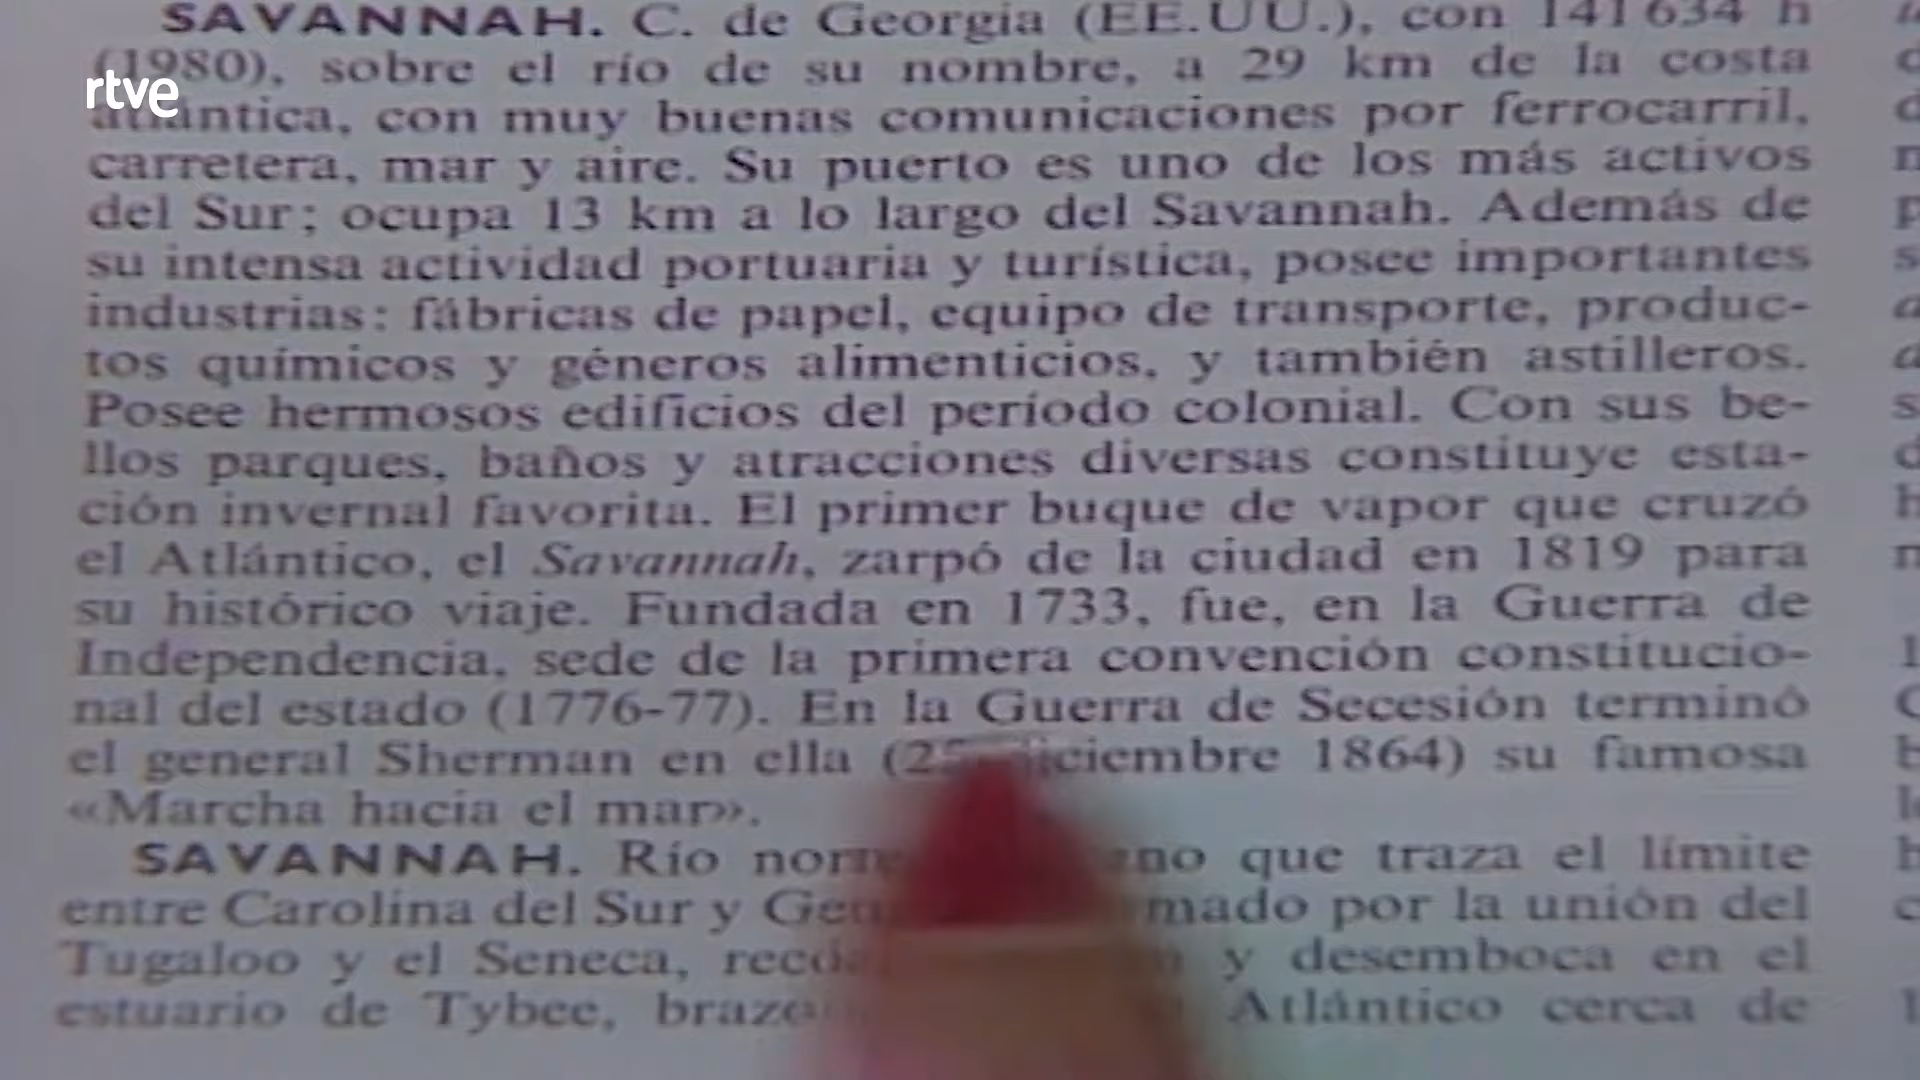 SAVANNAH. C. de Georgia (EE.UU.), con 141 634 h
(1980), sobre el río de su nombre, a 29 km de la costa
rtve
atlántica, con muy buenas comunicaciones por ferrocarril,
carretera, mar y aire. Su puerto es uno de los más activos
del Sur; ocupa 13 km a lo largo del Savannah. Además de
su intensa actividad portuaria y turística, posee importantes
industrias: fábricas de papel, equipo de transporte, produc-
tos químicos y géneros alimenticios, y también astilleros.
Posee hermosos edificios del período colonial. Con sus be-
llos parques, baños y atracciones diversas constituye esta-
ción invernal favorita. El primer buque de vapor que cruzó
el Atlántico, el Savannah, zarpó de la ciudad en 1819 para
su histórico viaje. Fundada en 1733, fue, en la Guerra de
Independencia, sede de la primera convención constitucio-
nal del estado (1776-77). En la Guerra de Secesión terminó
el general Sherman en ella diciembre 1864) su famosa
«Marcha hacia el mar».
SAVANNAH. Río que traza el límite
entre Carolina del Sur y por la unión del
Tugaloo y el Seneca, y desemboca en el
estuario de Tybee, Atlántico cerca de